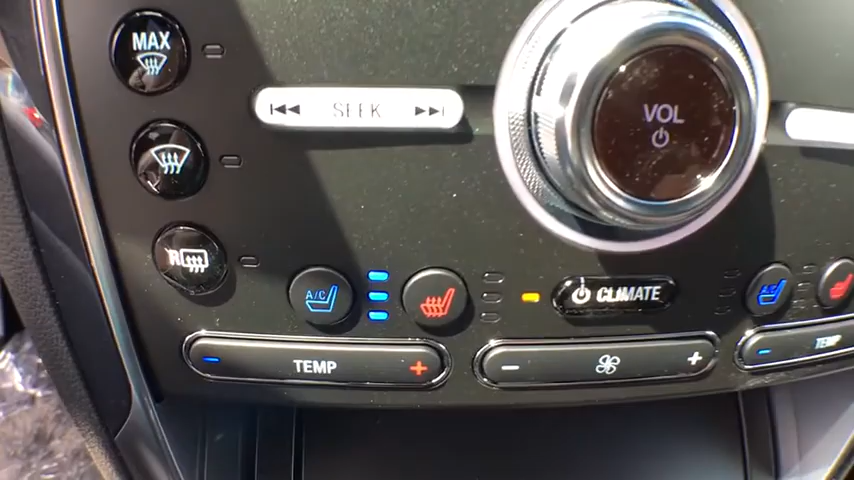 MAX
SEEK
VOL
R
A/C
CLIMATE
A/C
- TEMP +
- +
- TEMP